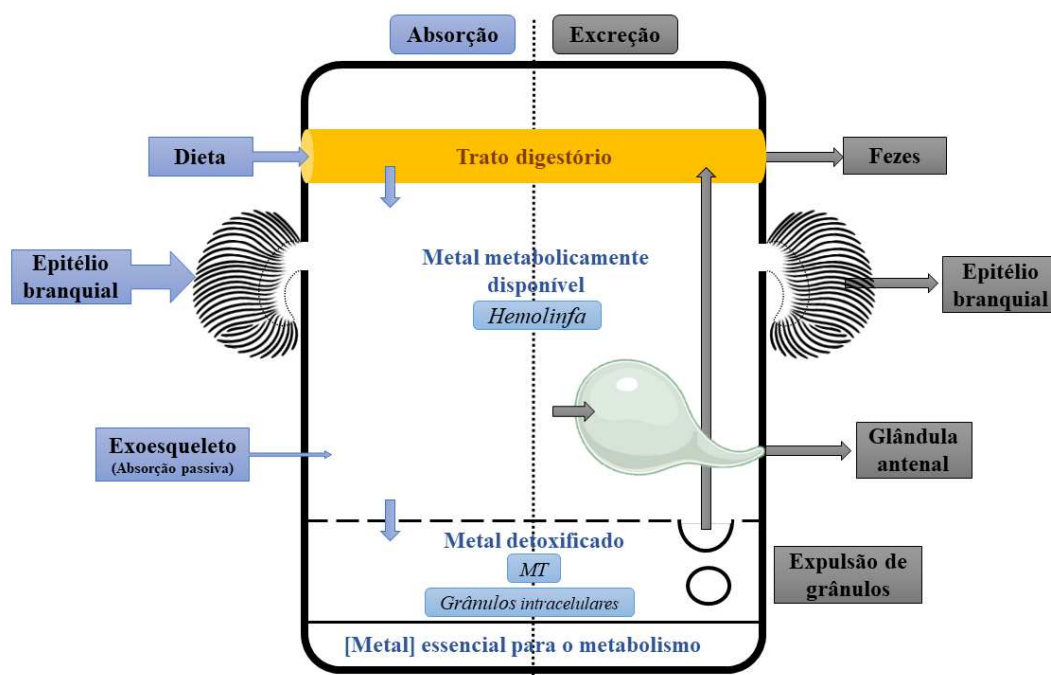 Absorção
Excreção
Dieta
Trato digestório
Fezes
Epitélio
branquial
Metal metabolicamente
disponível
Hemolinfa
Epitélio
branquial
Exoesqueleto
(Absorção passiva)
Glândula
antenal
Metal detoxificado
MT
Grânulos intracelulares
Expulsão de
grânulos
[Metal] essencial para o metabolismo